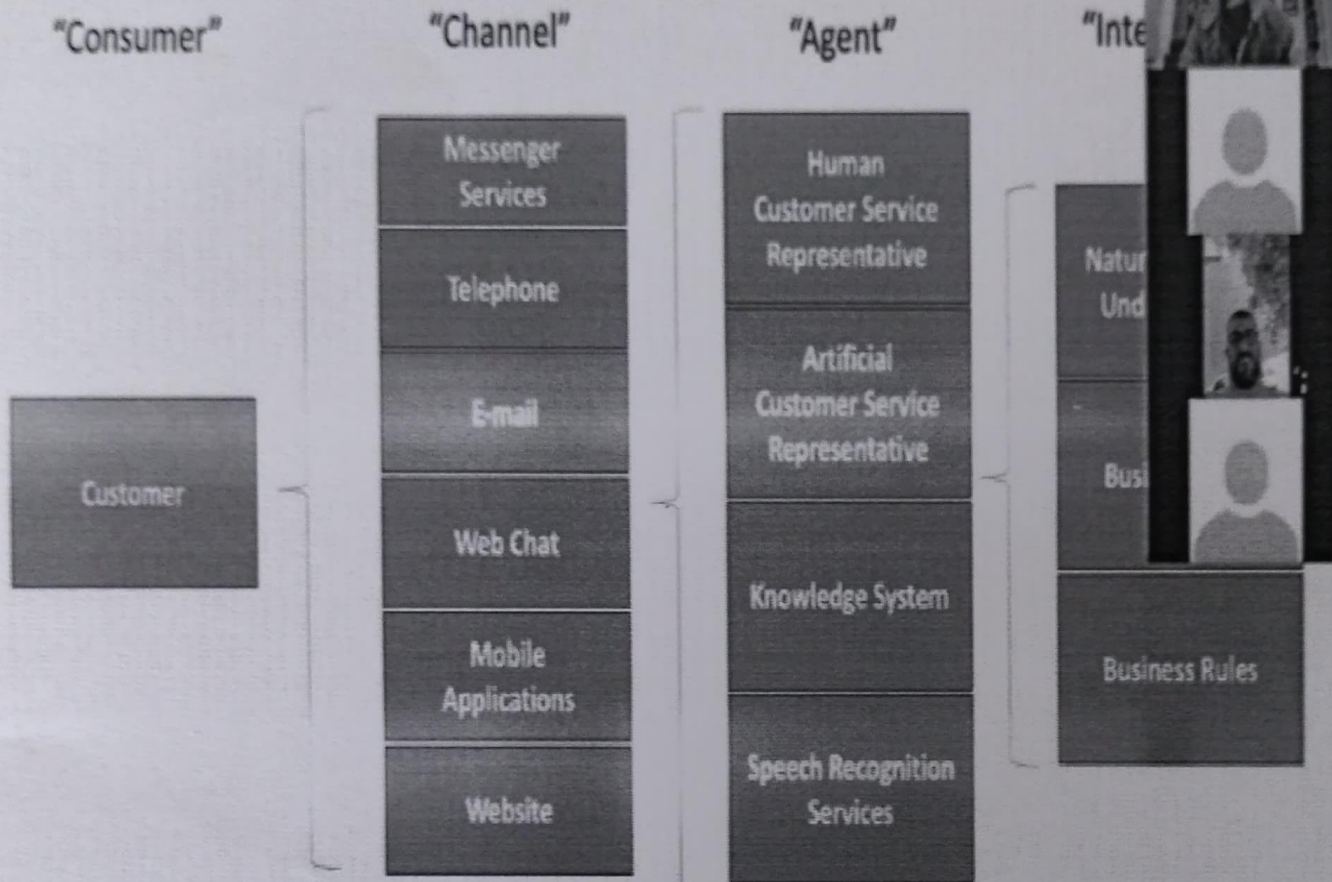 “Consumer”
“Channel”
“Agent”
“Inte
Customer
Messenger
Services
Telephone
E-mail
Web Chat
Mobile
Applications
Website
Human
Customer Service
Representative
Artificial
Customer Service
Representative
Knowledge System
Speech Recognition
Services
Natur
Und
Busi
Business Rules